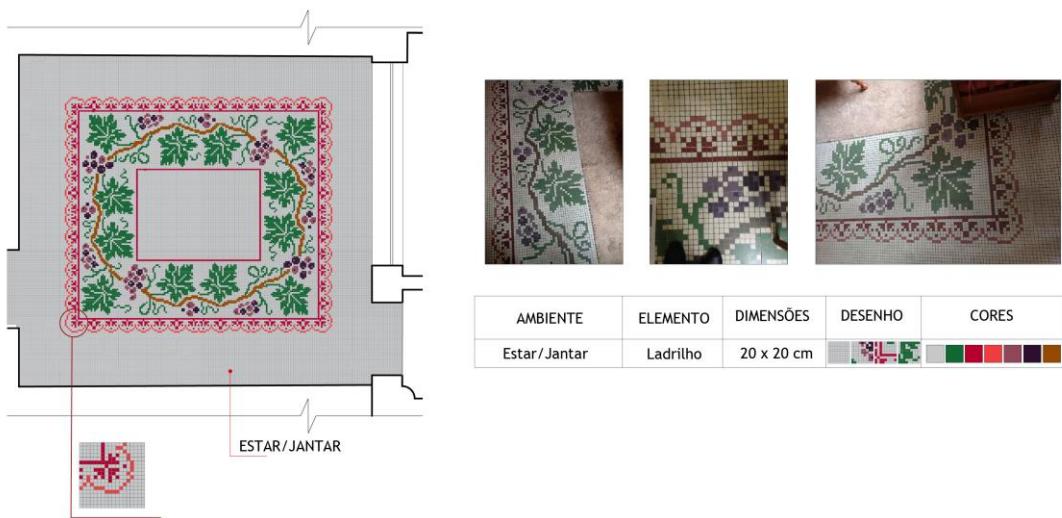 ESTAR/JANTAR
AMBIENTE ELEMENTO DIMENSÕES DESENHO CORES
Estar/Jantar Ladrilho 20 x 20 cm